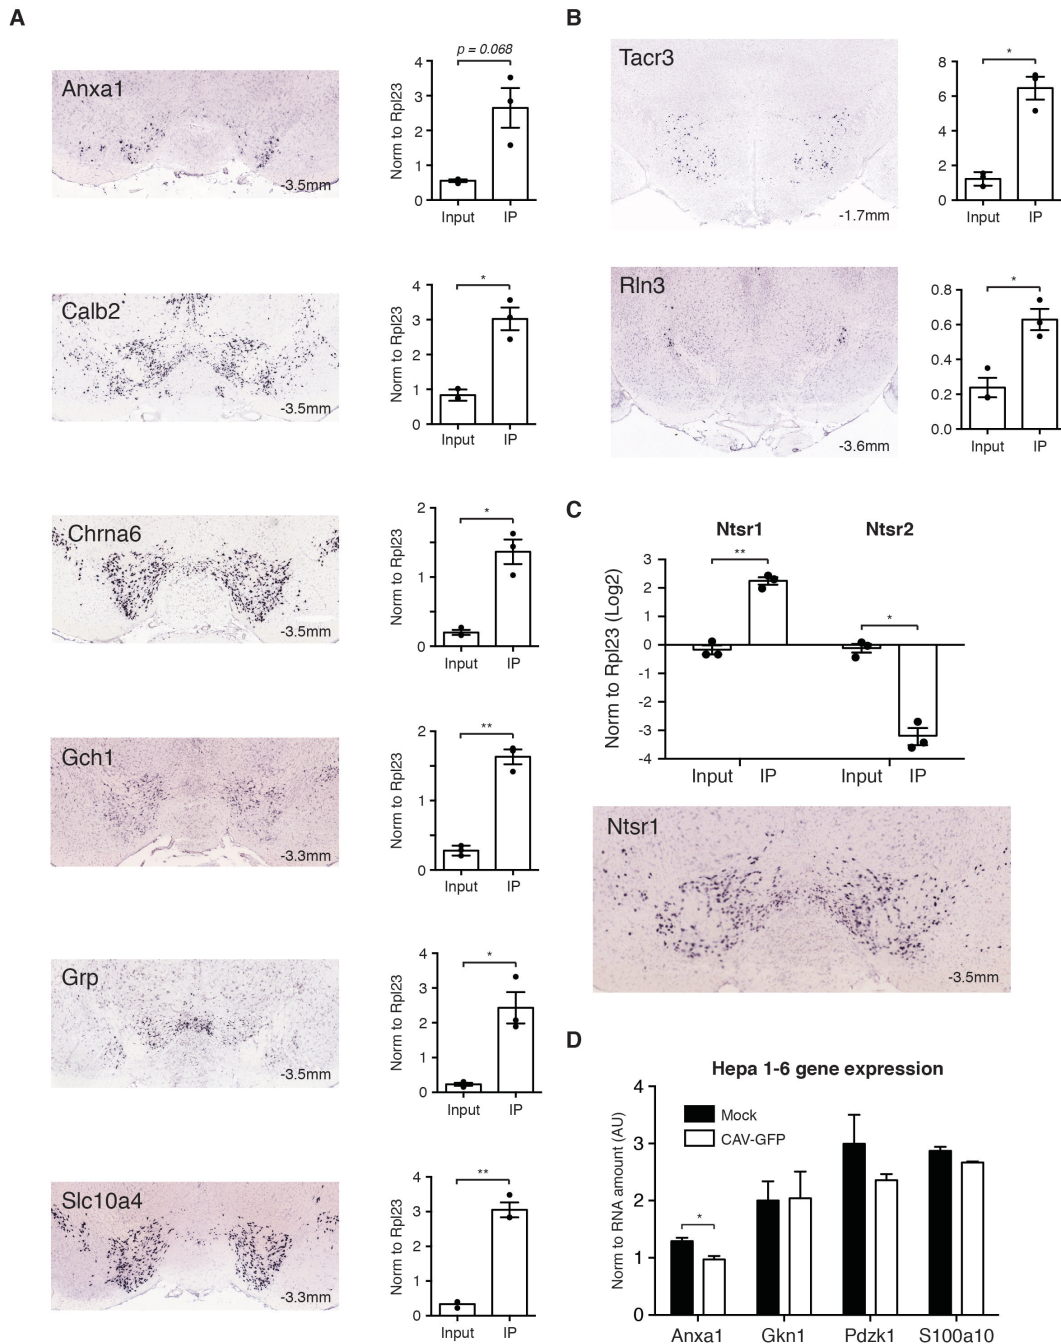 A
Anxa1
-3.5mm
Norm to Rpl23
4
3
2
1
0
p = 0.068
Input IP
Calb2
-3.5mm
Norm to Rpl23
4
3
2
1
0
*
Input IP
Chrna6
-3.5mm
Norm to Rpl23
2
1
0
*
Input IP
Gch1
-3.3mm
Norm to Rpl23
2
1
0
**
Input IP
Grp
-3.5mm
Norm to Rpl23
4
3
2
1
0
*
Input IP
Slc10a4
-3.3mm
Norm to Rpl23
4
3
2
1
0
**
Input IP
B
Tacr3
-1.7mm
8
6
4
2
0
*
Input IP
Rln3
-3.6mm
0.8
0.6
0.4
0.2
0.0
*
Input IP
C
Ntsr1 Ntsr2
Norm to Rpl23 (Log2)
3
2
1
0
-1
-2
-3
-4
**
*
Input IP Input IP
Ntsr1
-3.5mm
D
Hepa 1-6 gene expression
Norm to RNA amount (AU)
4
3
2
1
0
Mock
CAV-GFP
*
Anxa1 Gkn1 Pdzk1 S100a10